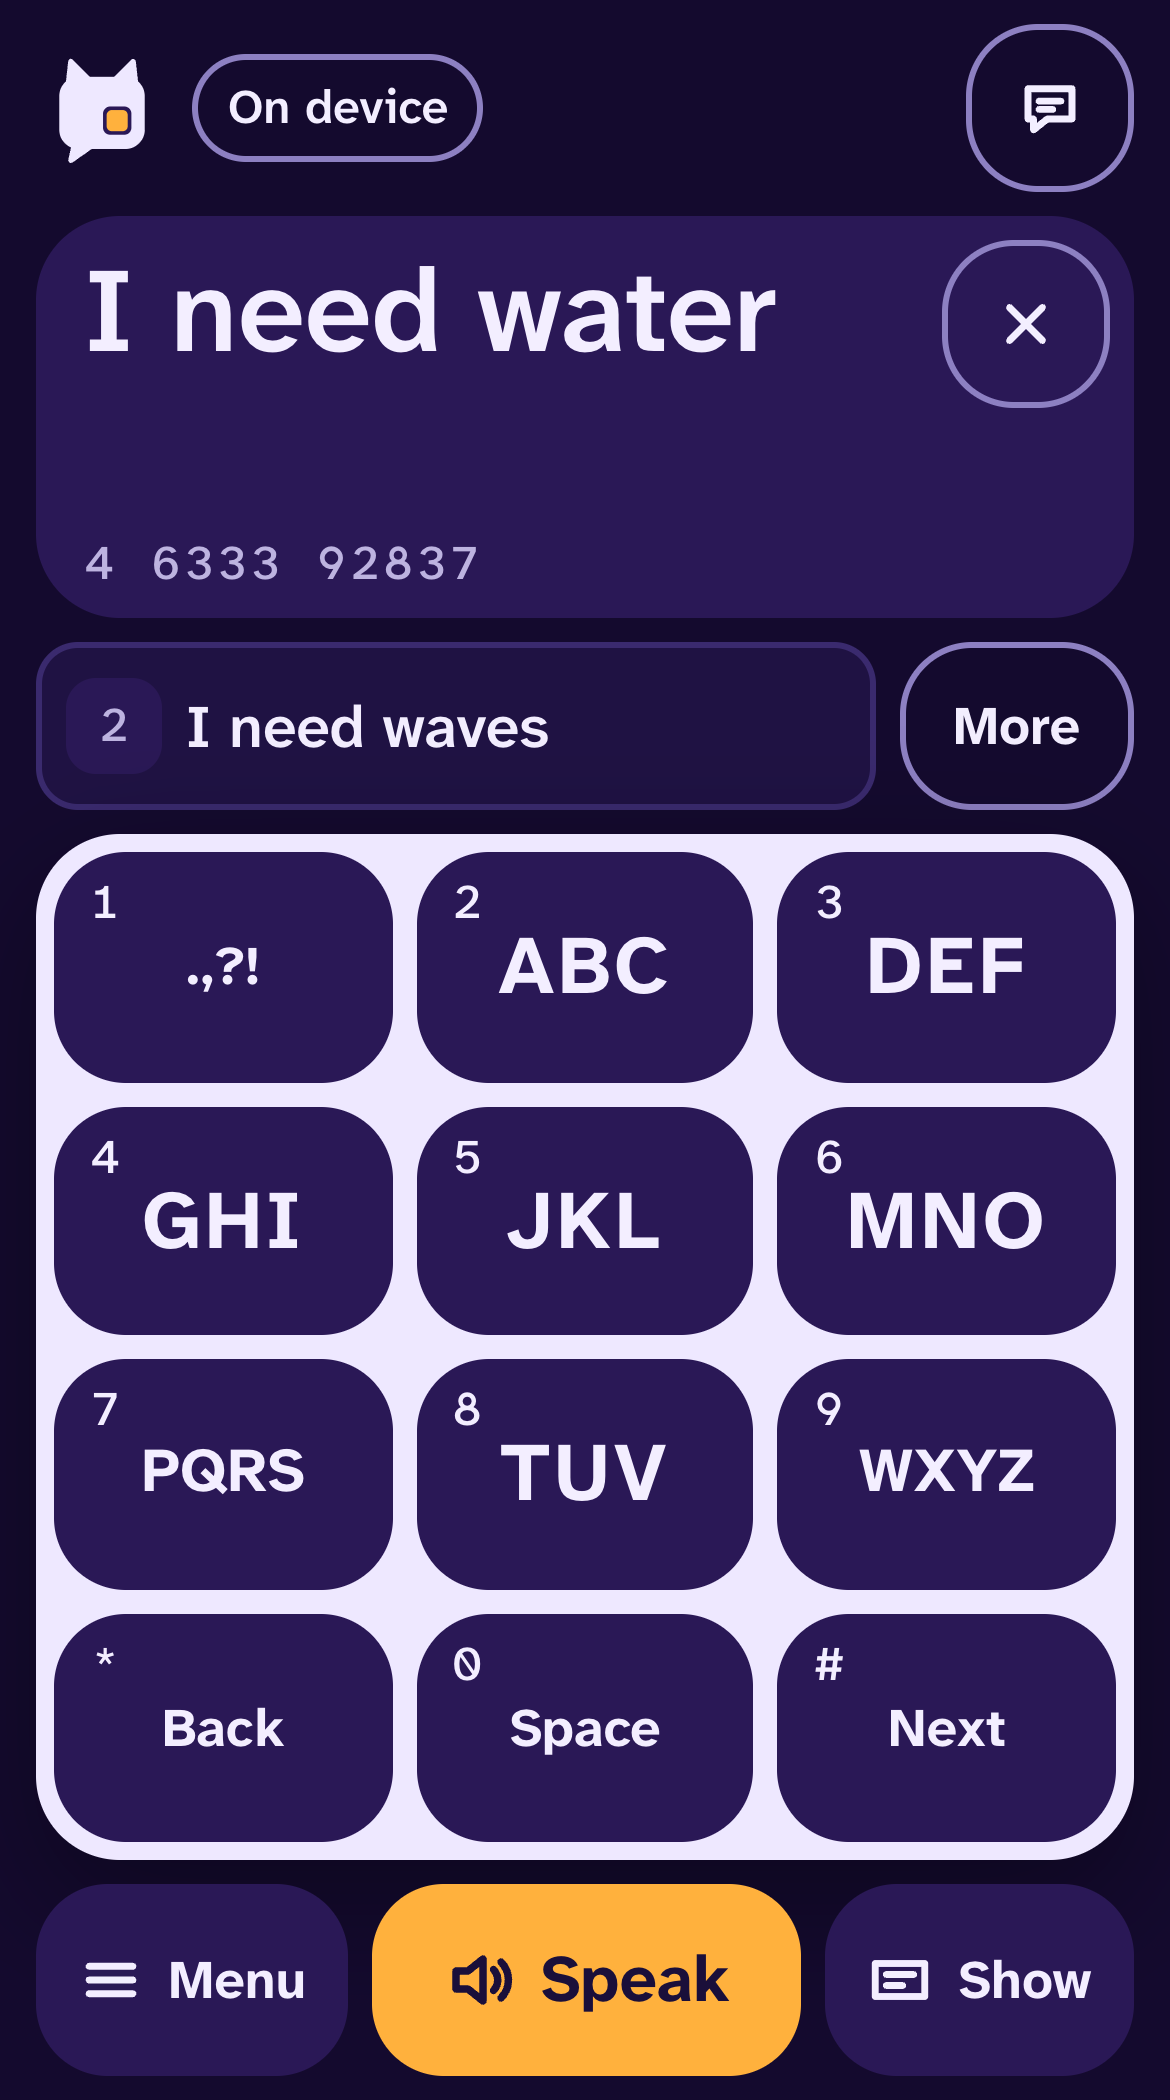 On device
I need water
4 6333 92837
2 I need waves
More
1 .,?!
2 ABC
3 DEF
4 GHI
5 JKL
6 MNO
7 PQRS
8 TUV
9 WXYZ
* Back
0 Space
# Next
Menu
Speak
Show